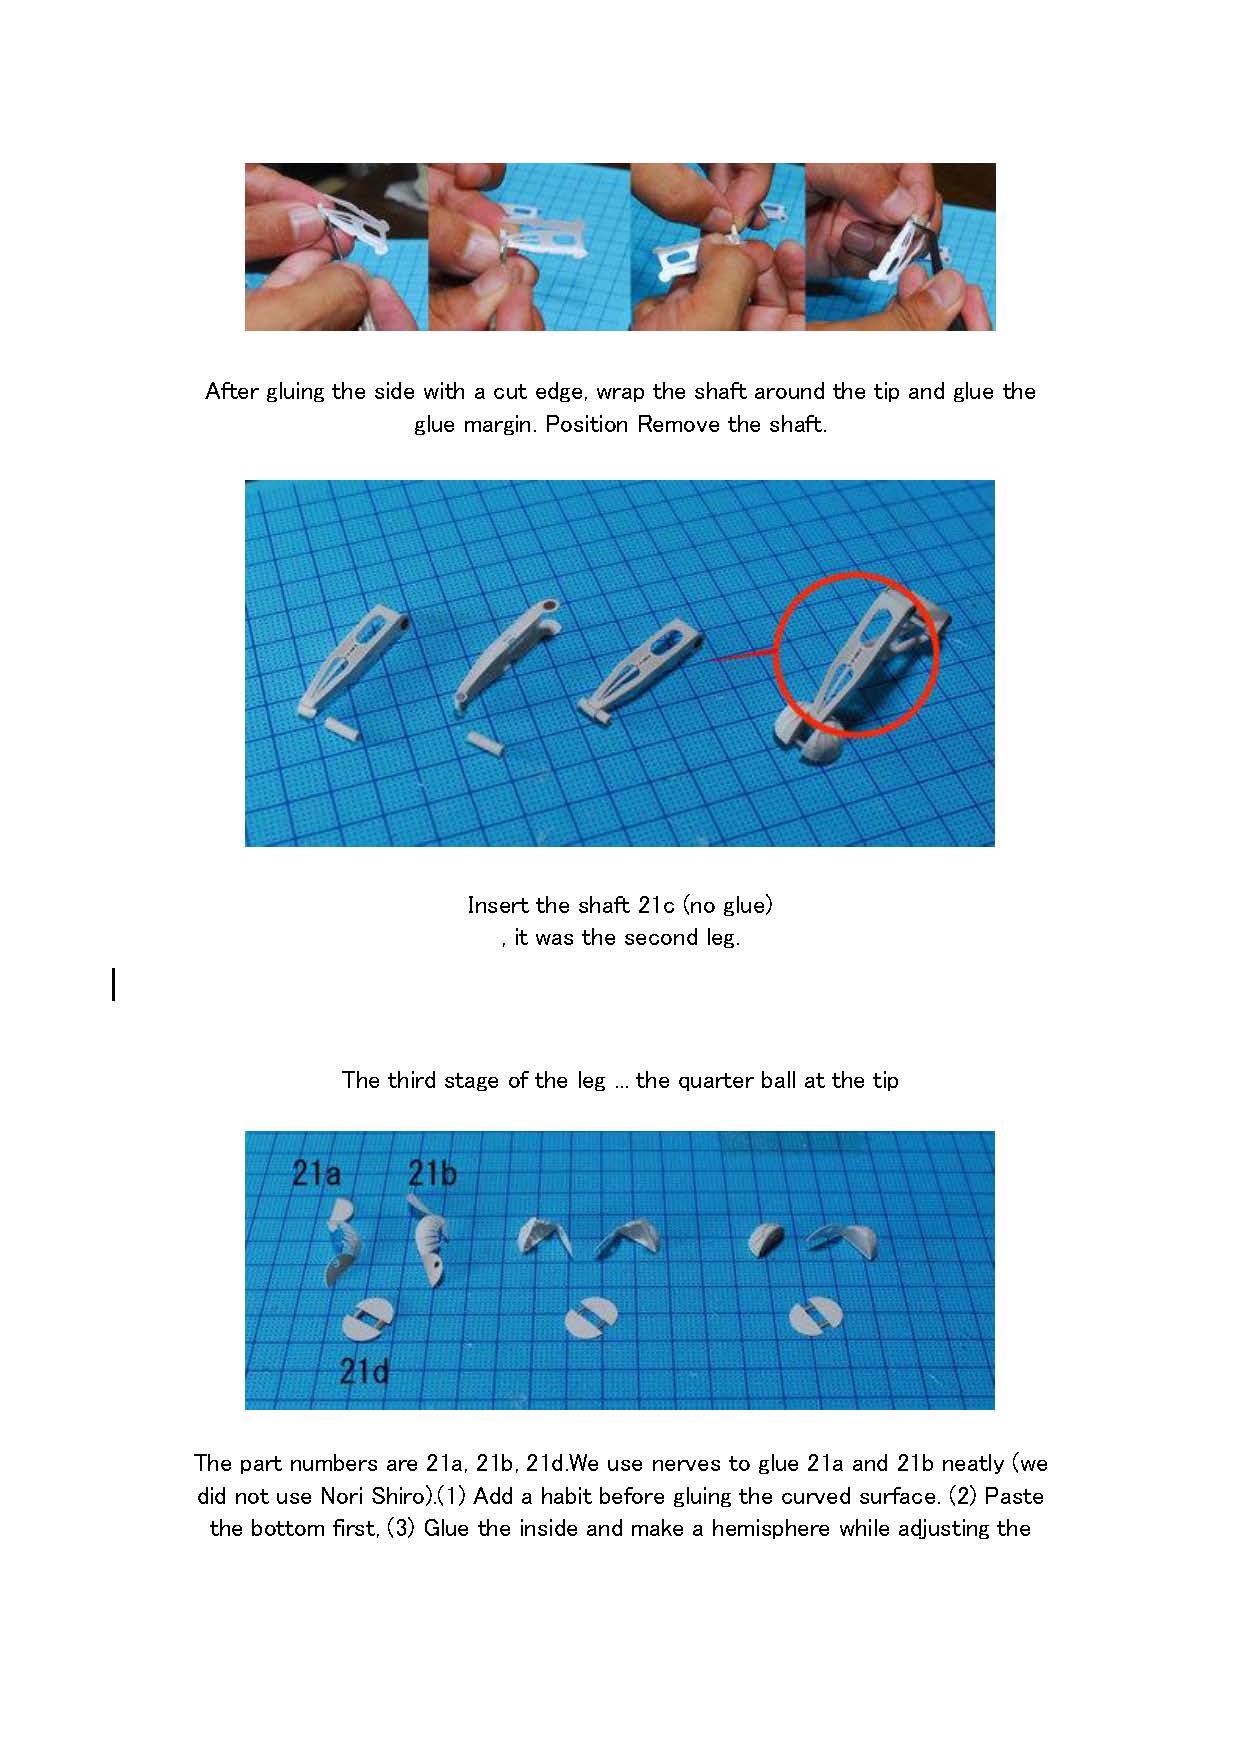 After gluing the side with a cut edge, wrap the shaft around the tip and glue the
glue margin. Position Remove the shaft.
Insert the shaft 21c (no glue)
, it was the second leg.
The third stage of the leg ... the quarter ball at the tip
21a
21b
21d
The part numbers are 21a, 21b, 21d.We use nerves to glue 21a and 21b neatly (we
did not use Nori Shiro).(1) Add a habit before gluing the curved surface. (2) Paste
the bottom first, (3) Glue the inside and make a hemisphere while adjusting the